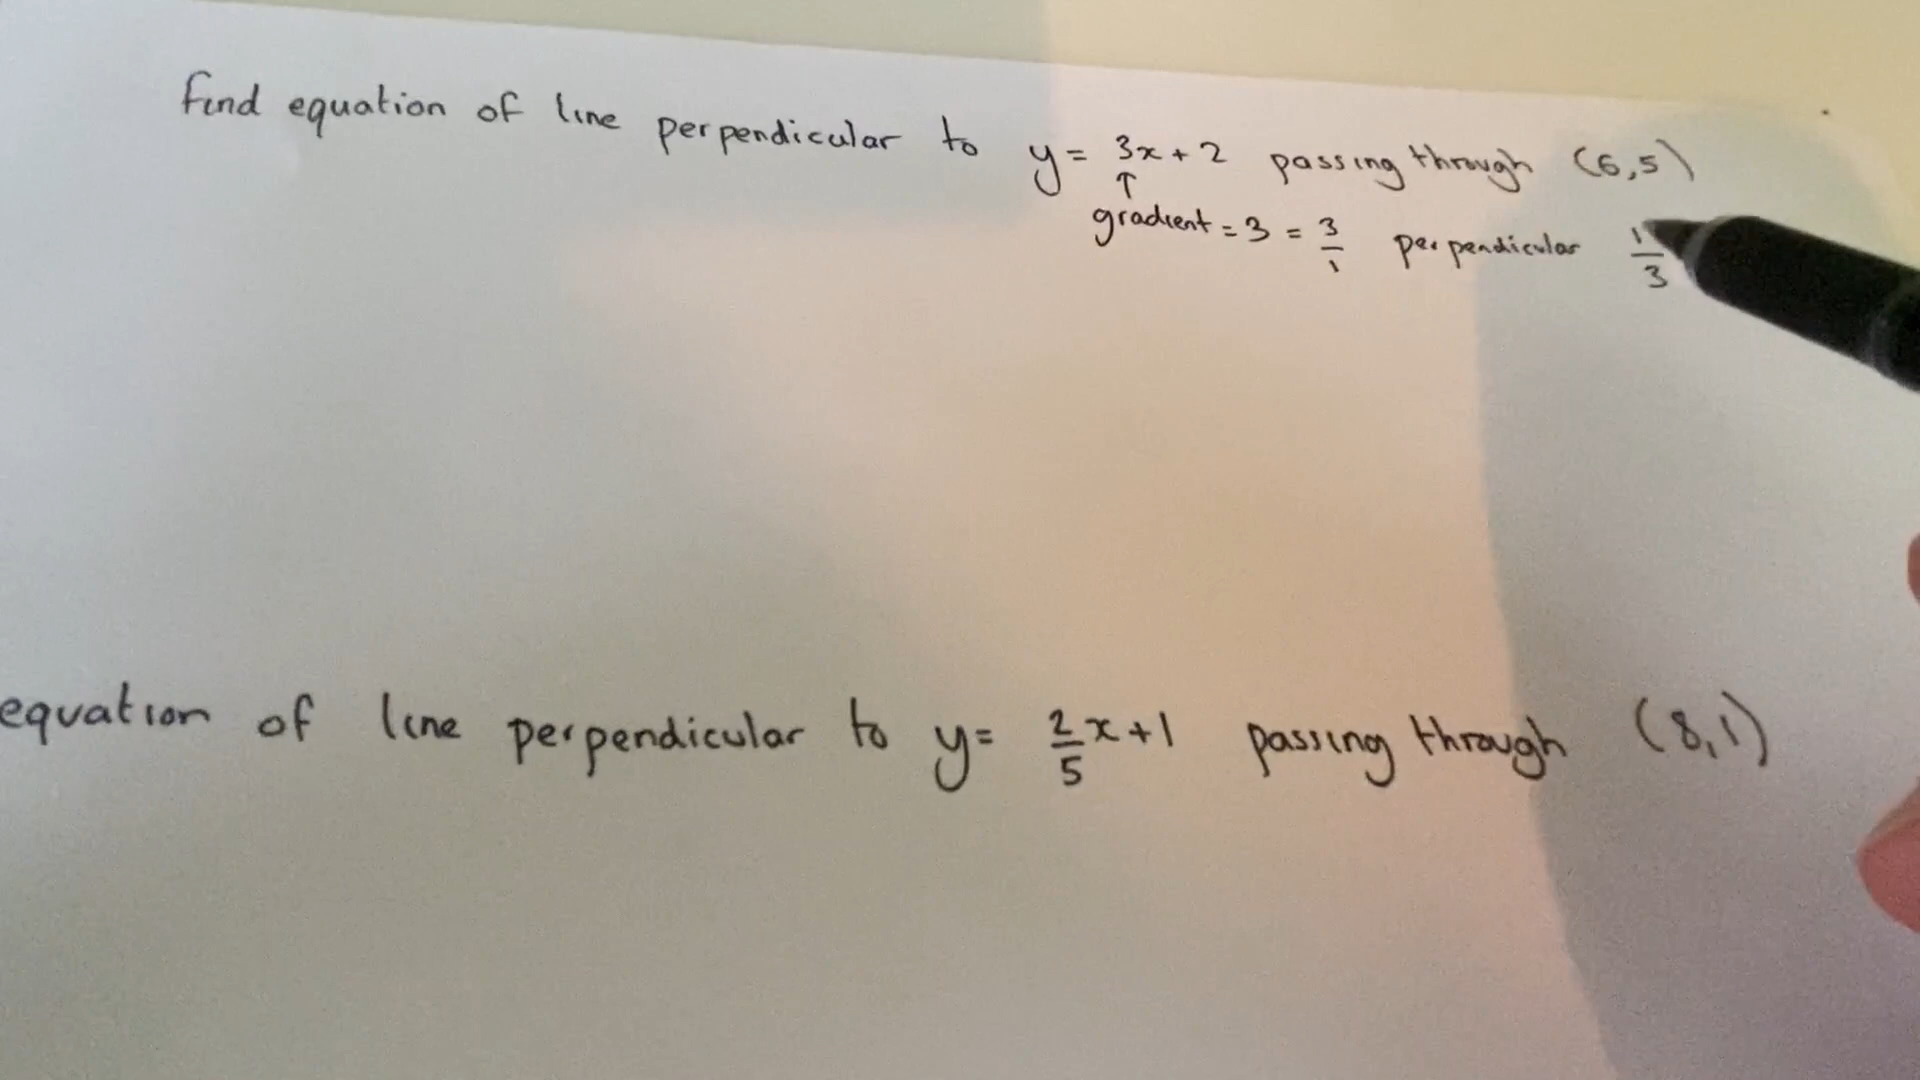 find equation of line perpendicular to y = 3x + 2 passing through (6,5)
↑
gradient = 3 = 3/1 perpendicular 1/3
equation of line perpendicular to y = 2/5 x + 1 passing through (8,1)